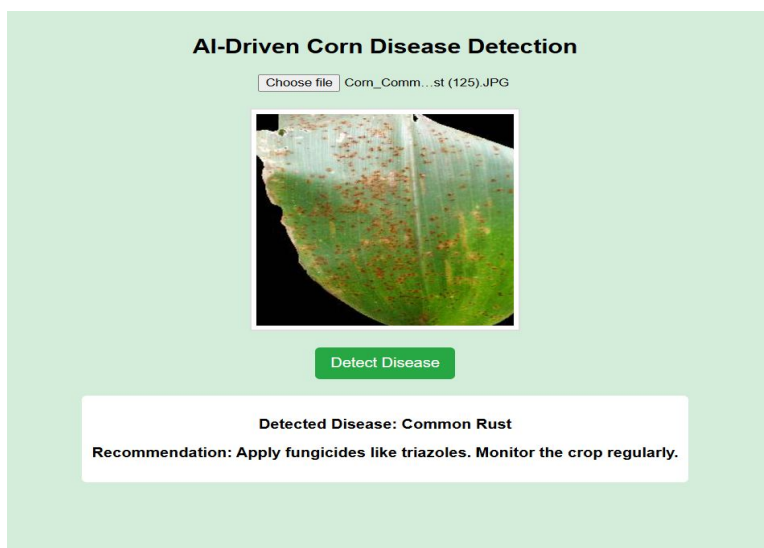 AI-Driven Corn Disease Detection
Choose file Corn_Comm...st (125).JPG
Detect Disease
Detected Disease: Common Rust
Recommendation: Apply fungicides like triazoles. Monitor the crop regularly.